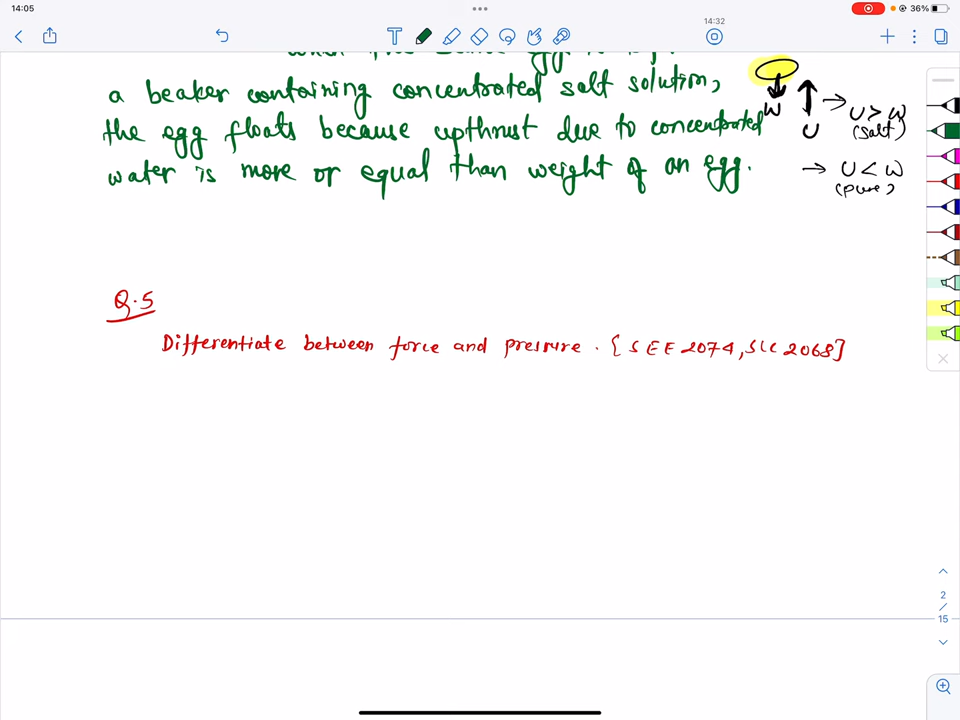 14:05
36%
14:32
a beaker containing concentrated salt solution,
the egg floats because upthrust due to concentrated
water is more or equal than weight of an egg.
W
U
→ U > W
(salt)
→ U < W
(pure)
Q.5
Differentiate between force and pressure. {SEE 2074, SLC 2068]
2
/
15